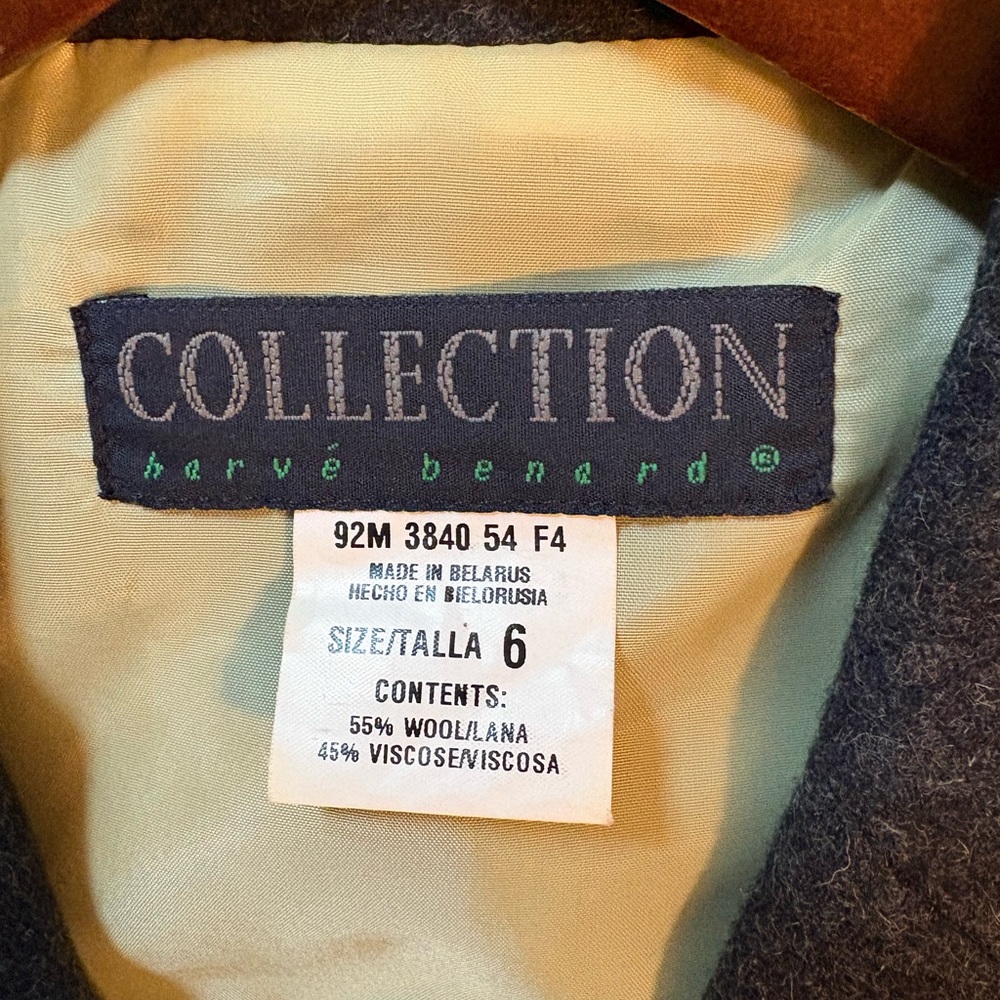 COLLECTION
harvé benard ®
92M 3840 54 F4
MADE IN BELARUS
HECHO EN BIELORUSIA
SIZE/TALLA 6
CONTENTS:
55% WOOL/LANA
45% VISCOSE/VISCOSA